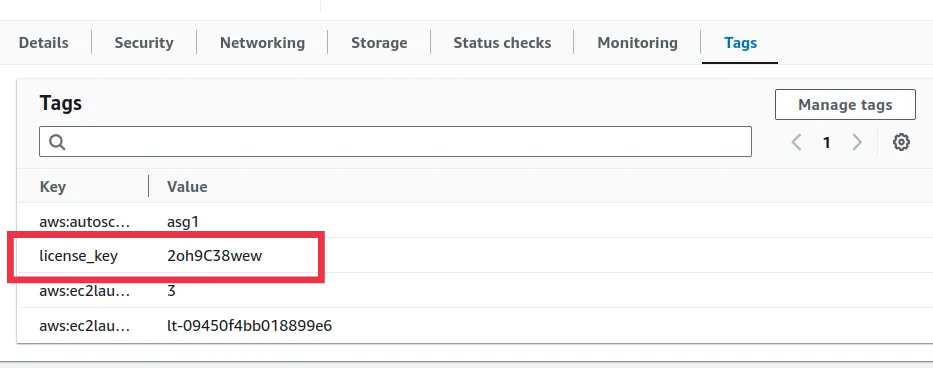 Details Security Networking Storage Status checks Monitoring Tags
Tags
Manage tags
1
Key Value
aws:autosc... asg1
license_key 2oh9C38wew
aws:ec2lau... 3
aws:ec2lau... lt-09450f4bb018899e6